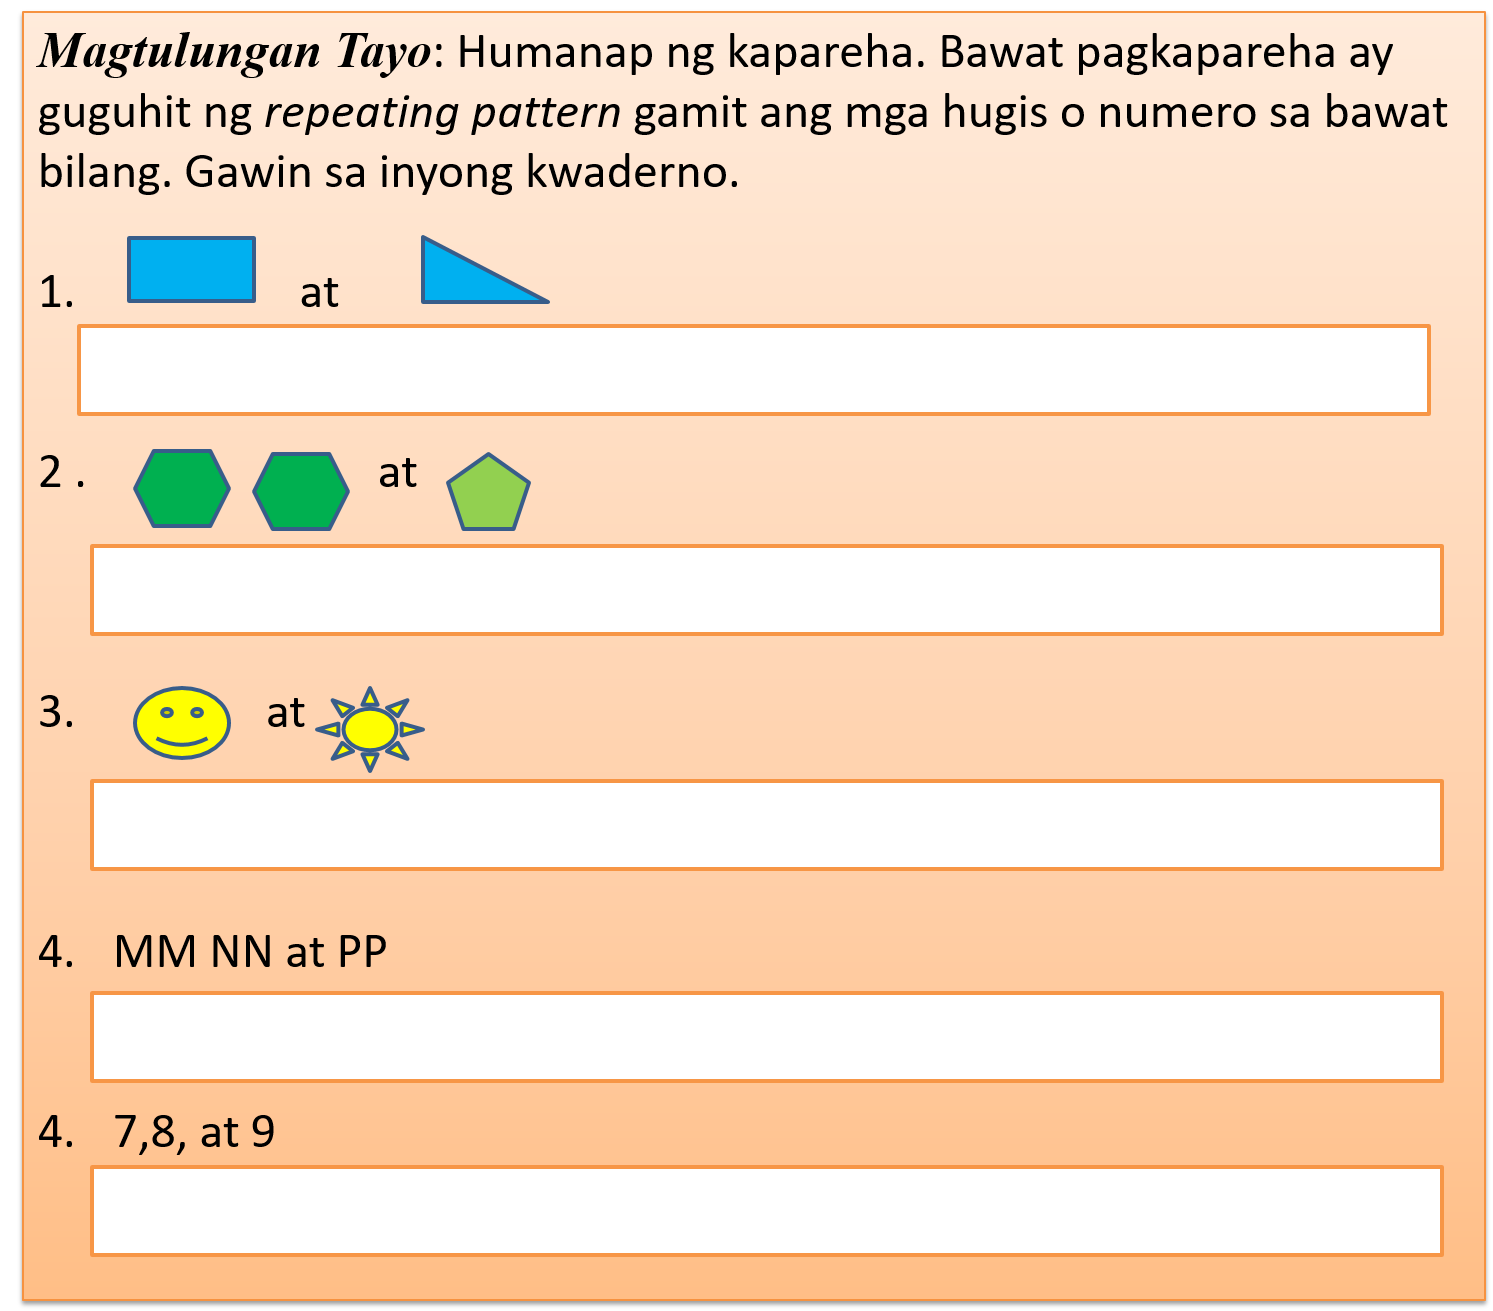 Magtulungan Tayo: Humanap ng kapareha. Bawat pagkapareha ay
guguhit ng repeating pattern gamit ang mga hugis o numero sa bawat
bilang. Gawin sa inyong kwaderno.
1. at
2 . at
3. at
4. MM NN at PP
4. 7,8, at 9